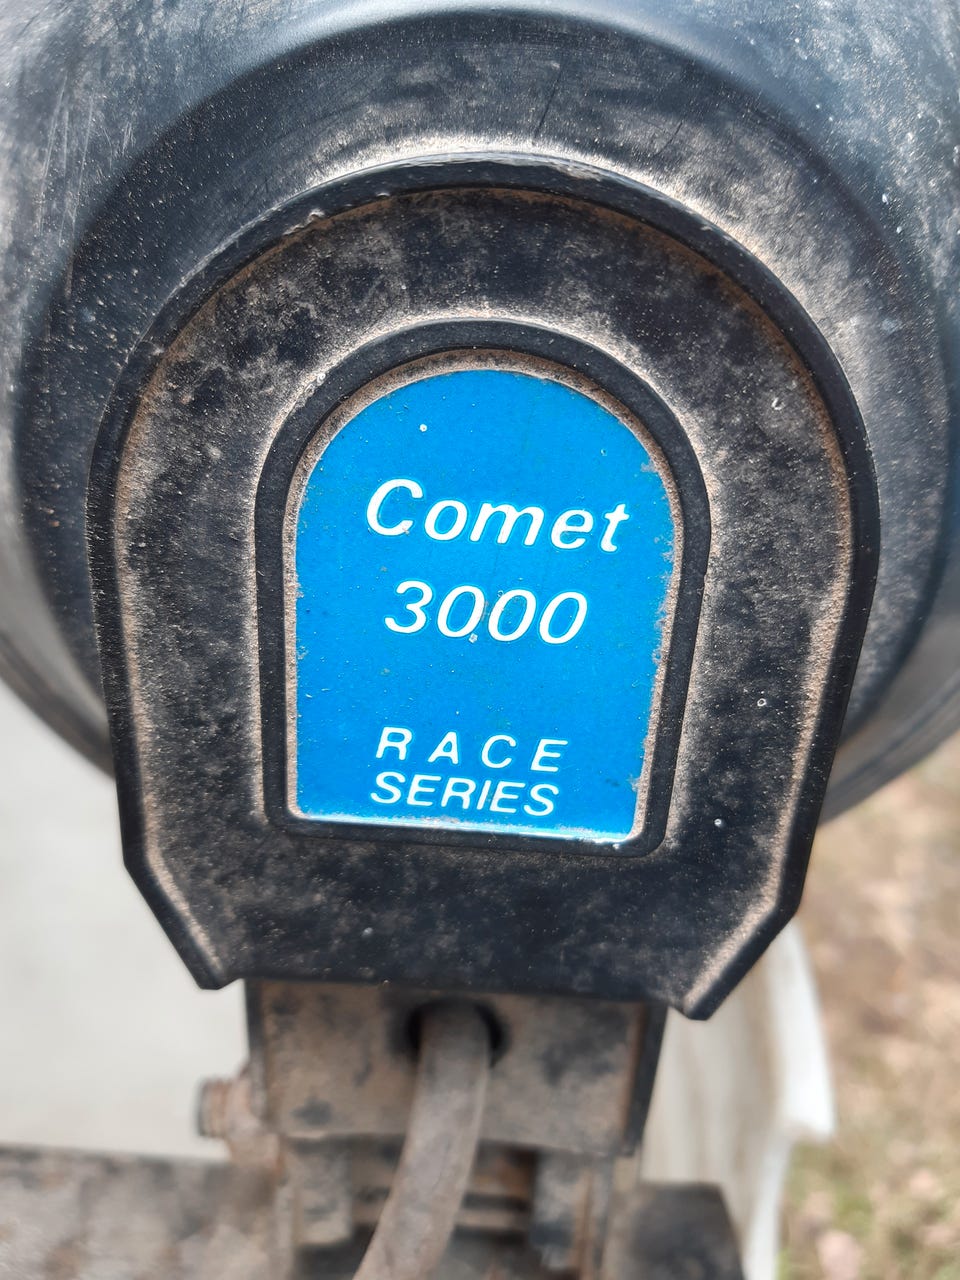 Comet
3000
RACE
SERIES